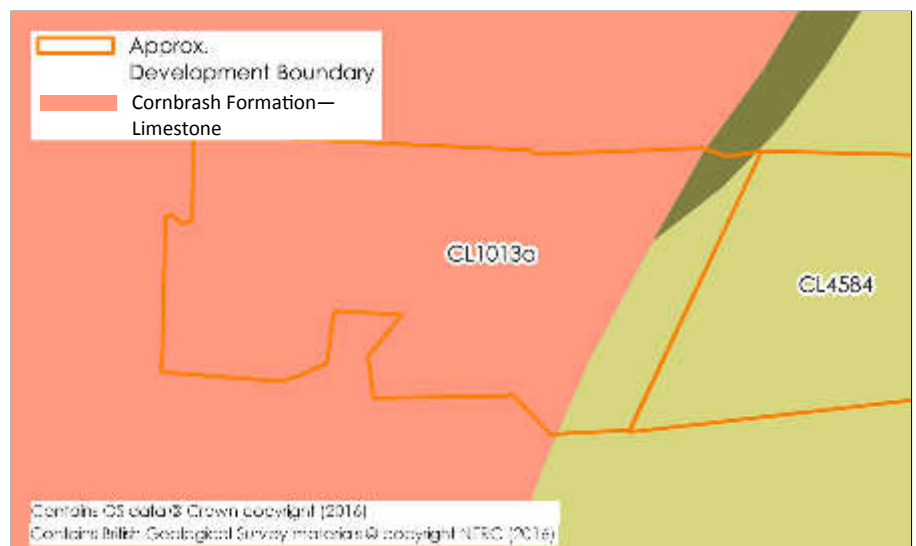 Approx.
Development Boundary
Cornbrash Formation—
Limestone
CL1013a
CL4584
Contains OS data © Crown copyright (2016)
Contains British Geological Survey materials © copyright NERC (2016)